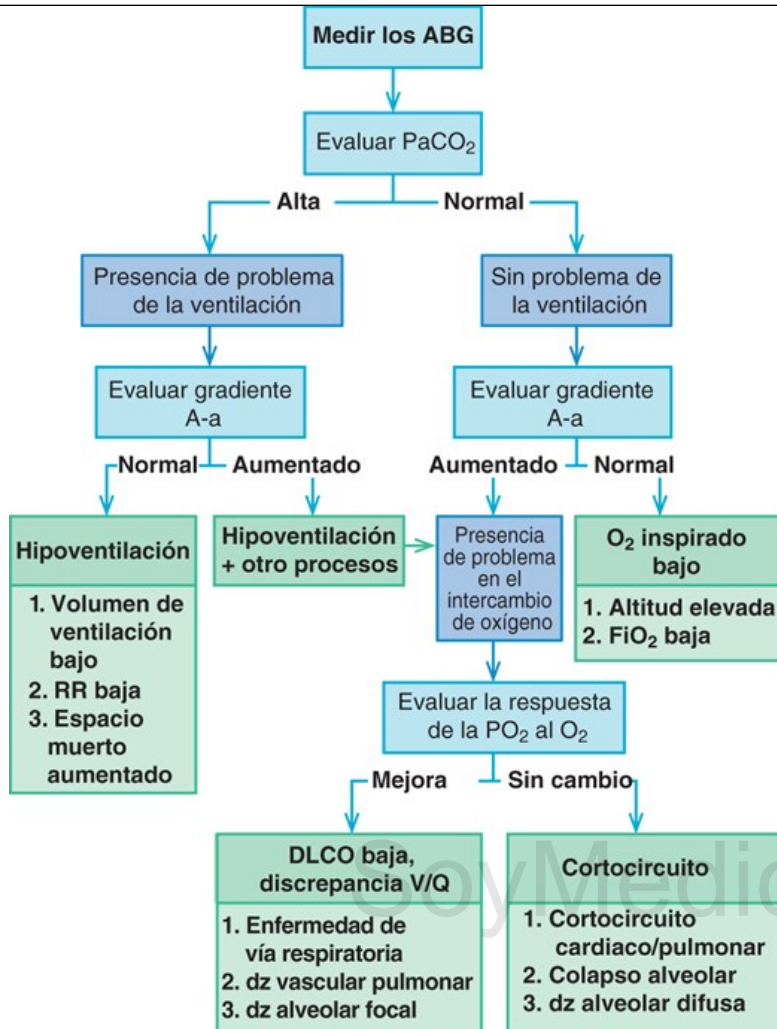 Medir los ABG
Evaluar PaCO₂
Alta
Normal
Presencia de problema
de la ventilación
Sin problema de
la ventilación
Evaluar gradiente
A-a
Evaluar gradiente
A-a
Normal
Aumentado
Aumentado
Normal
Hipoventilación
1. Volumen de
ventilación
bajo
2. RR baja
3. Espacio
muerto
aumentado
Hipoventilación
+ otro procesos
Presencia
de problema
en el
intercambio
de oxígeno
O₂ inspirado
bajo
1. Altitud elevada
2. FiO₂ baja
Evaluar la respuesta
de la PO₂ al O₂
Mejora
Sin cambio
DLCO baja,
discrepancia V/Q
1. Enfermedad de
vía respiratoria
2. dz vascular pulmonar
3. dz alveolar focal
Cortocircuito
1. Cortocircuito
cardiaco/pulmonar
2. Colapso alveolar
3. dz alveolar difusa
SoyMedic